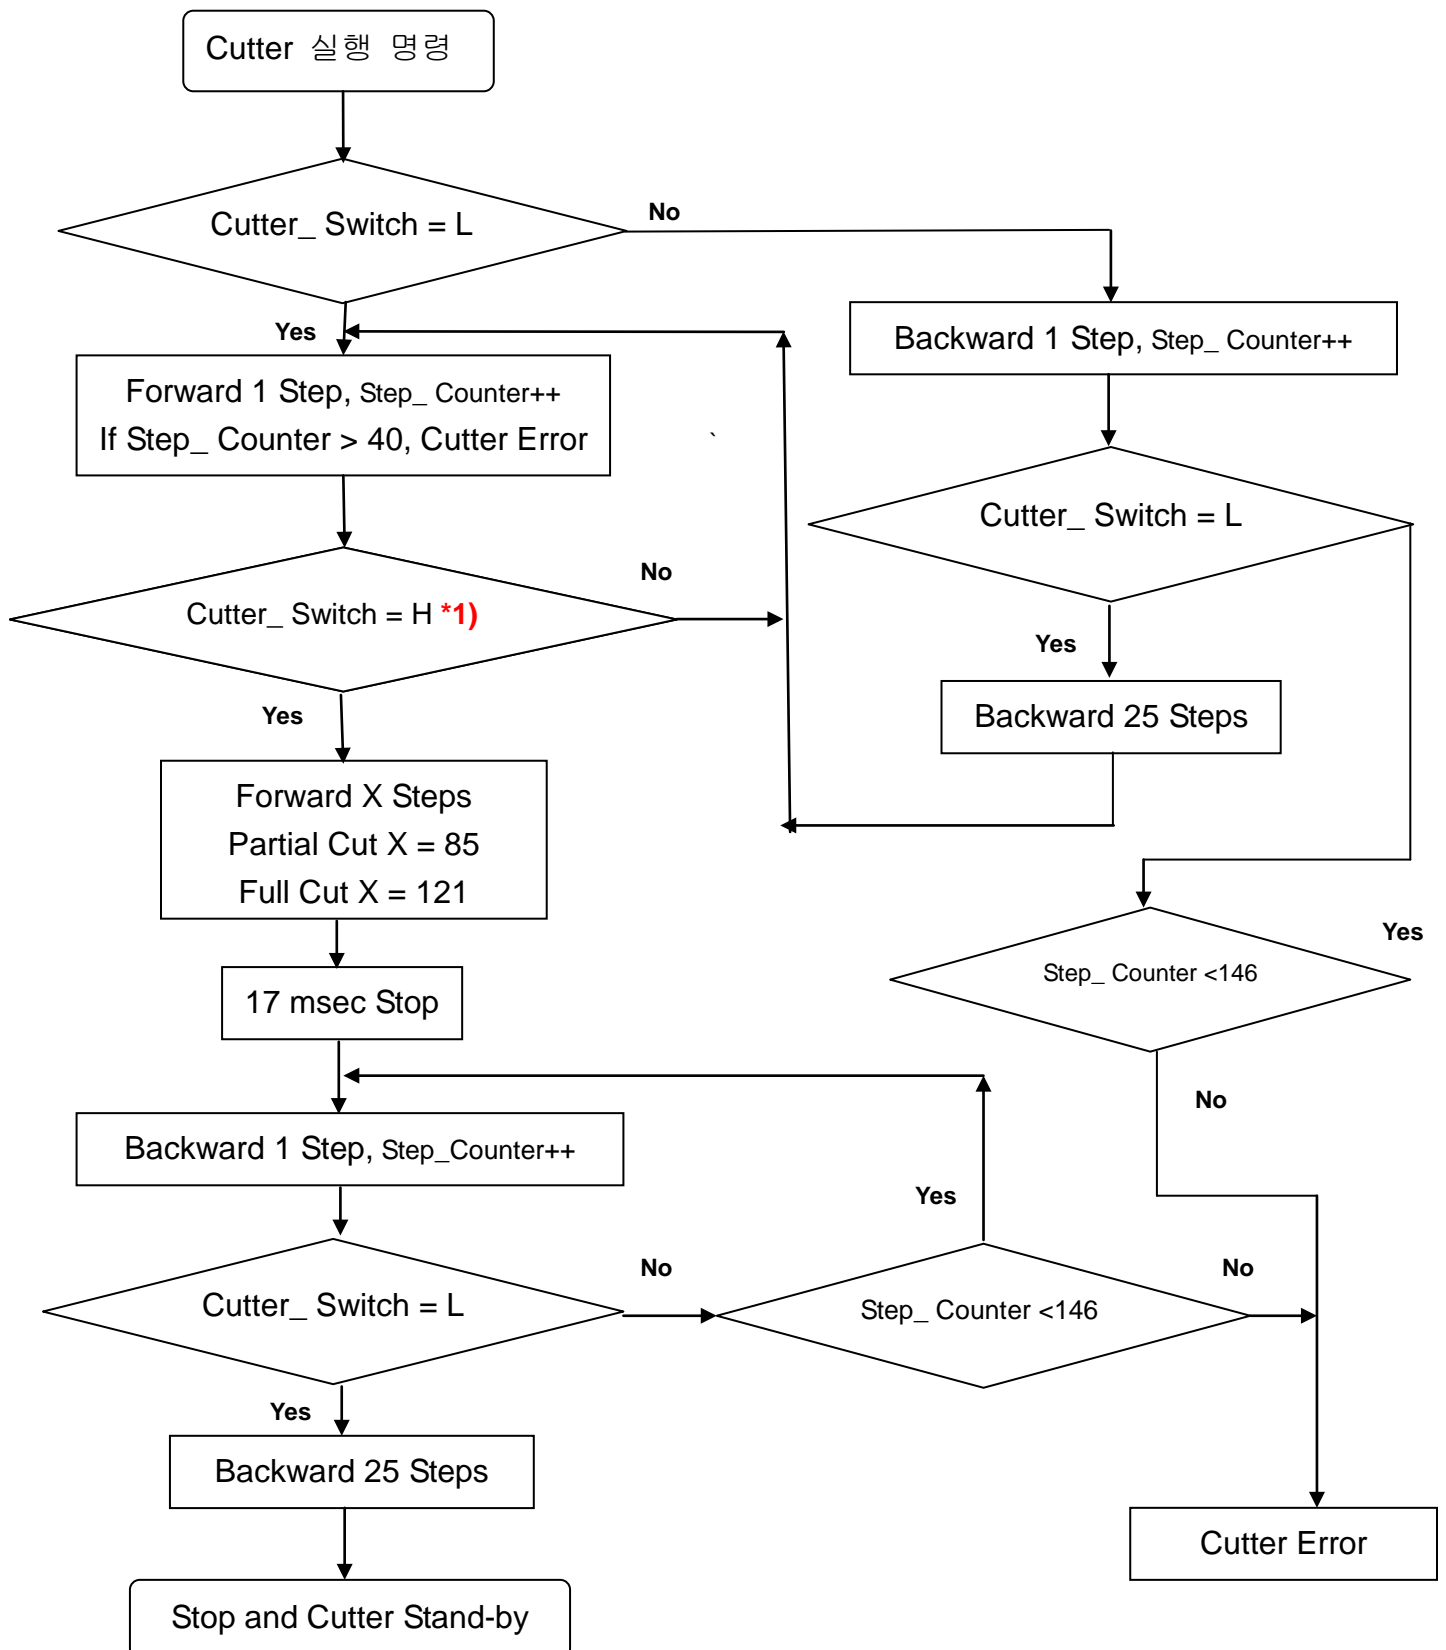 Cutter 실행 명령
Cutter_ Switch = L
No
Yes
Backward 1 Step, Step_ Counter++
Forward 1 Step, Step_ Counter++
If Step_ Counter > 40, Cutter Error
`
Cutter_ Switch = L
Cutter_ Switch = H *1)
No
Yes
Yes
Backward 25 Steps
Forward X Steps
Partial Cut X = 85
Full Cut X = 121
Step_ Counter <146
Yes
No
17 msec Stop
Backward 1 Step, Step_Counter++
Yes
Cutter_ Switch = L
No
Step_ Counter <146
No
Yes
Backward 25 Steps
Cutter Error
Stop and Cutter Stand-by